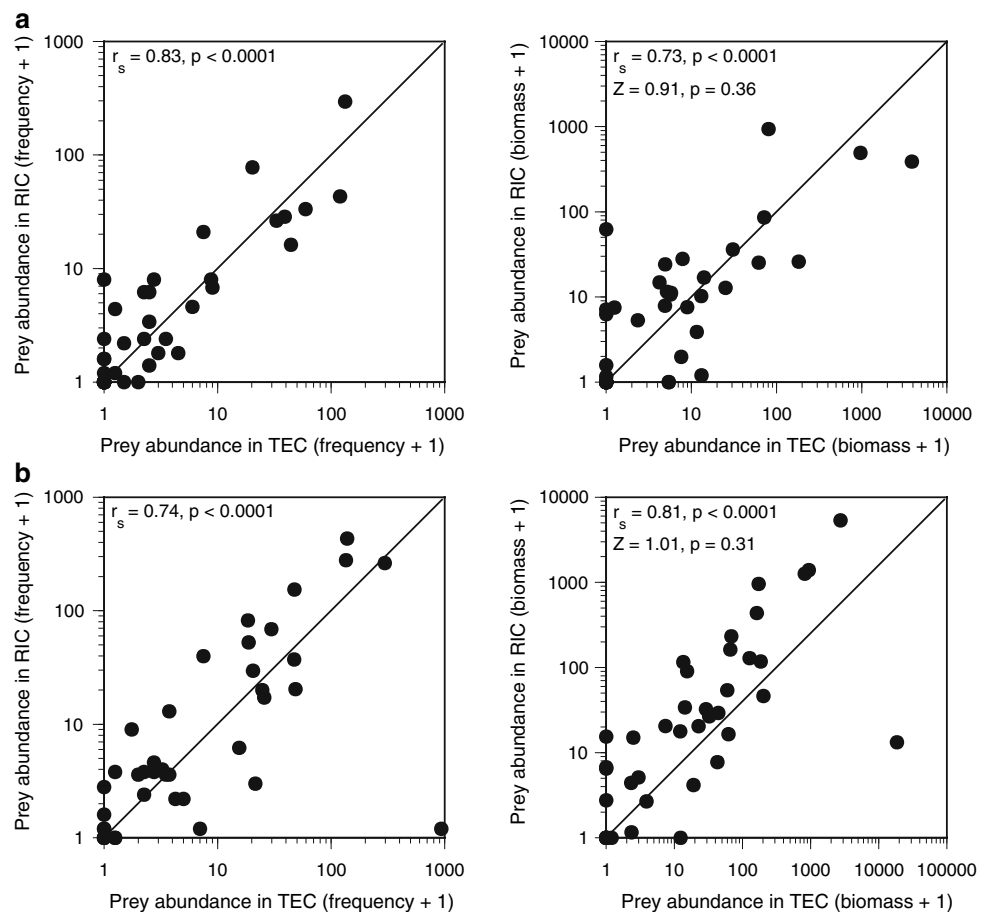 a
Prey abundance in RIC (frequency + 1)
1000
100
10
1
r_s = 0.83, p < 0.0001
1 10 100 1000
Prey abundance in TEC (frequency + 1)
Prey abundance in RIC (biomass + 1)
10000
1000
100
10
1
r_s = 0.73, p < 0.0001
Z = 0.91, p = 0.36
1 10 100 1000 10000
Prey abundance in TEC (biomass + 1)
b
Prey abundance in RIC (frequency + 1)
1000
100
10
1
r_s = 0.74, p < 0.0001
1 10 100 1000
Prey abundance in TEC (frequency + 1)
Prey abundance in RIC (biomass + 1)
10000
1000
100
10
1
r_s = 0.81, p < 0.0001
Z = 1.01, p = 0.31
1 10 100 1000 10000 100000
Prey abundance in TEC (biomass + 1)